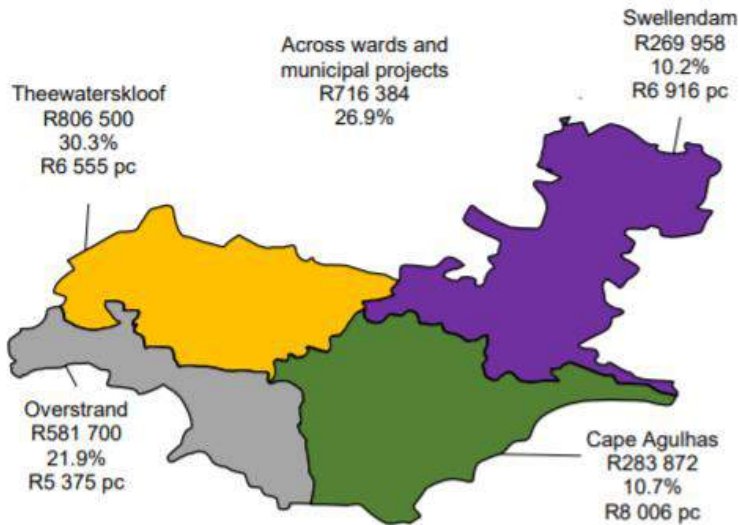 Swellendam
R269 958
10.2%
R6 916 pc
Across wards and
municipal projects
R716 384
26.9%
Theewaterskloof
R806 500
30.3%
R6 555 pc
Overstrand
R581 700
21.9%
R5 375 pc
Cape Agulhas
R283 872
10.7%
R8 006 pc